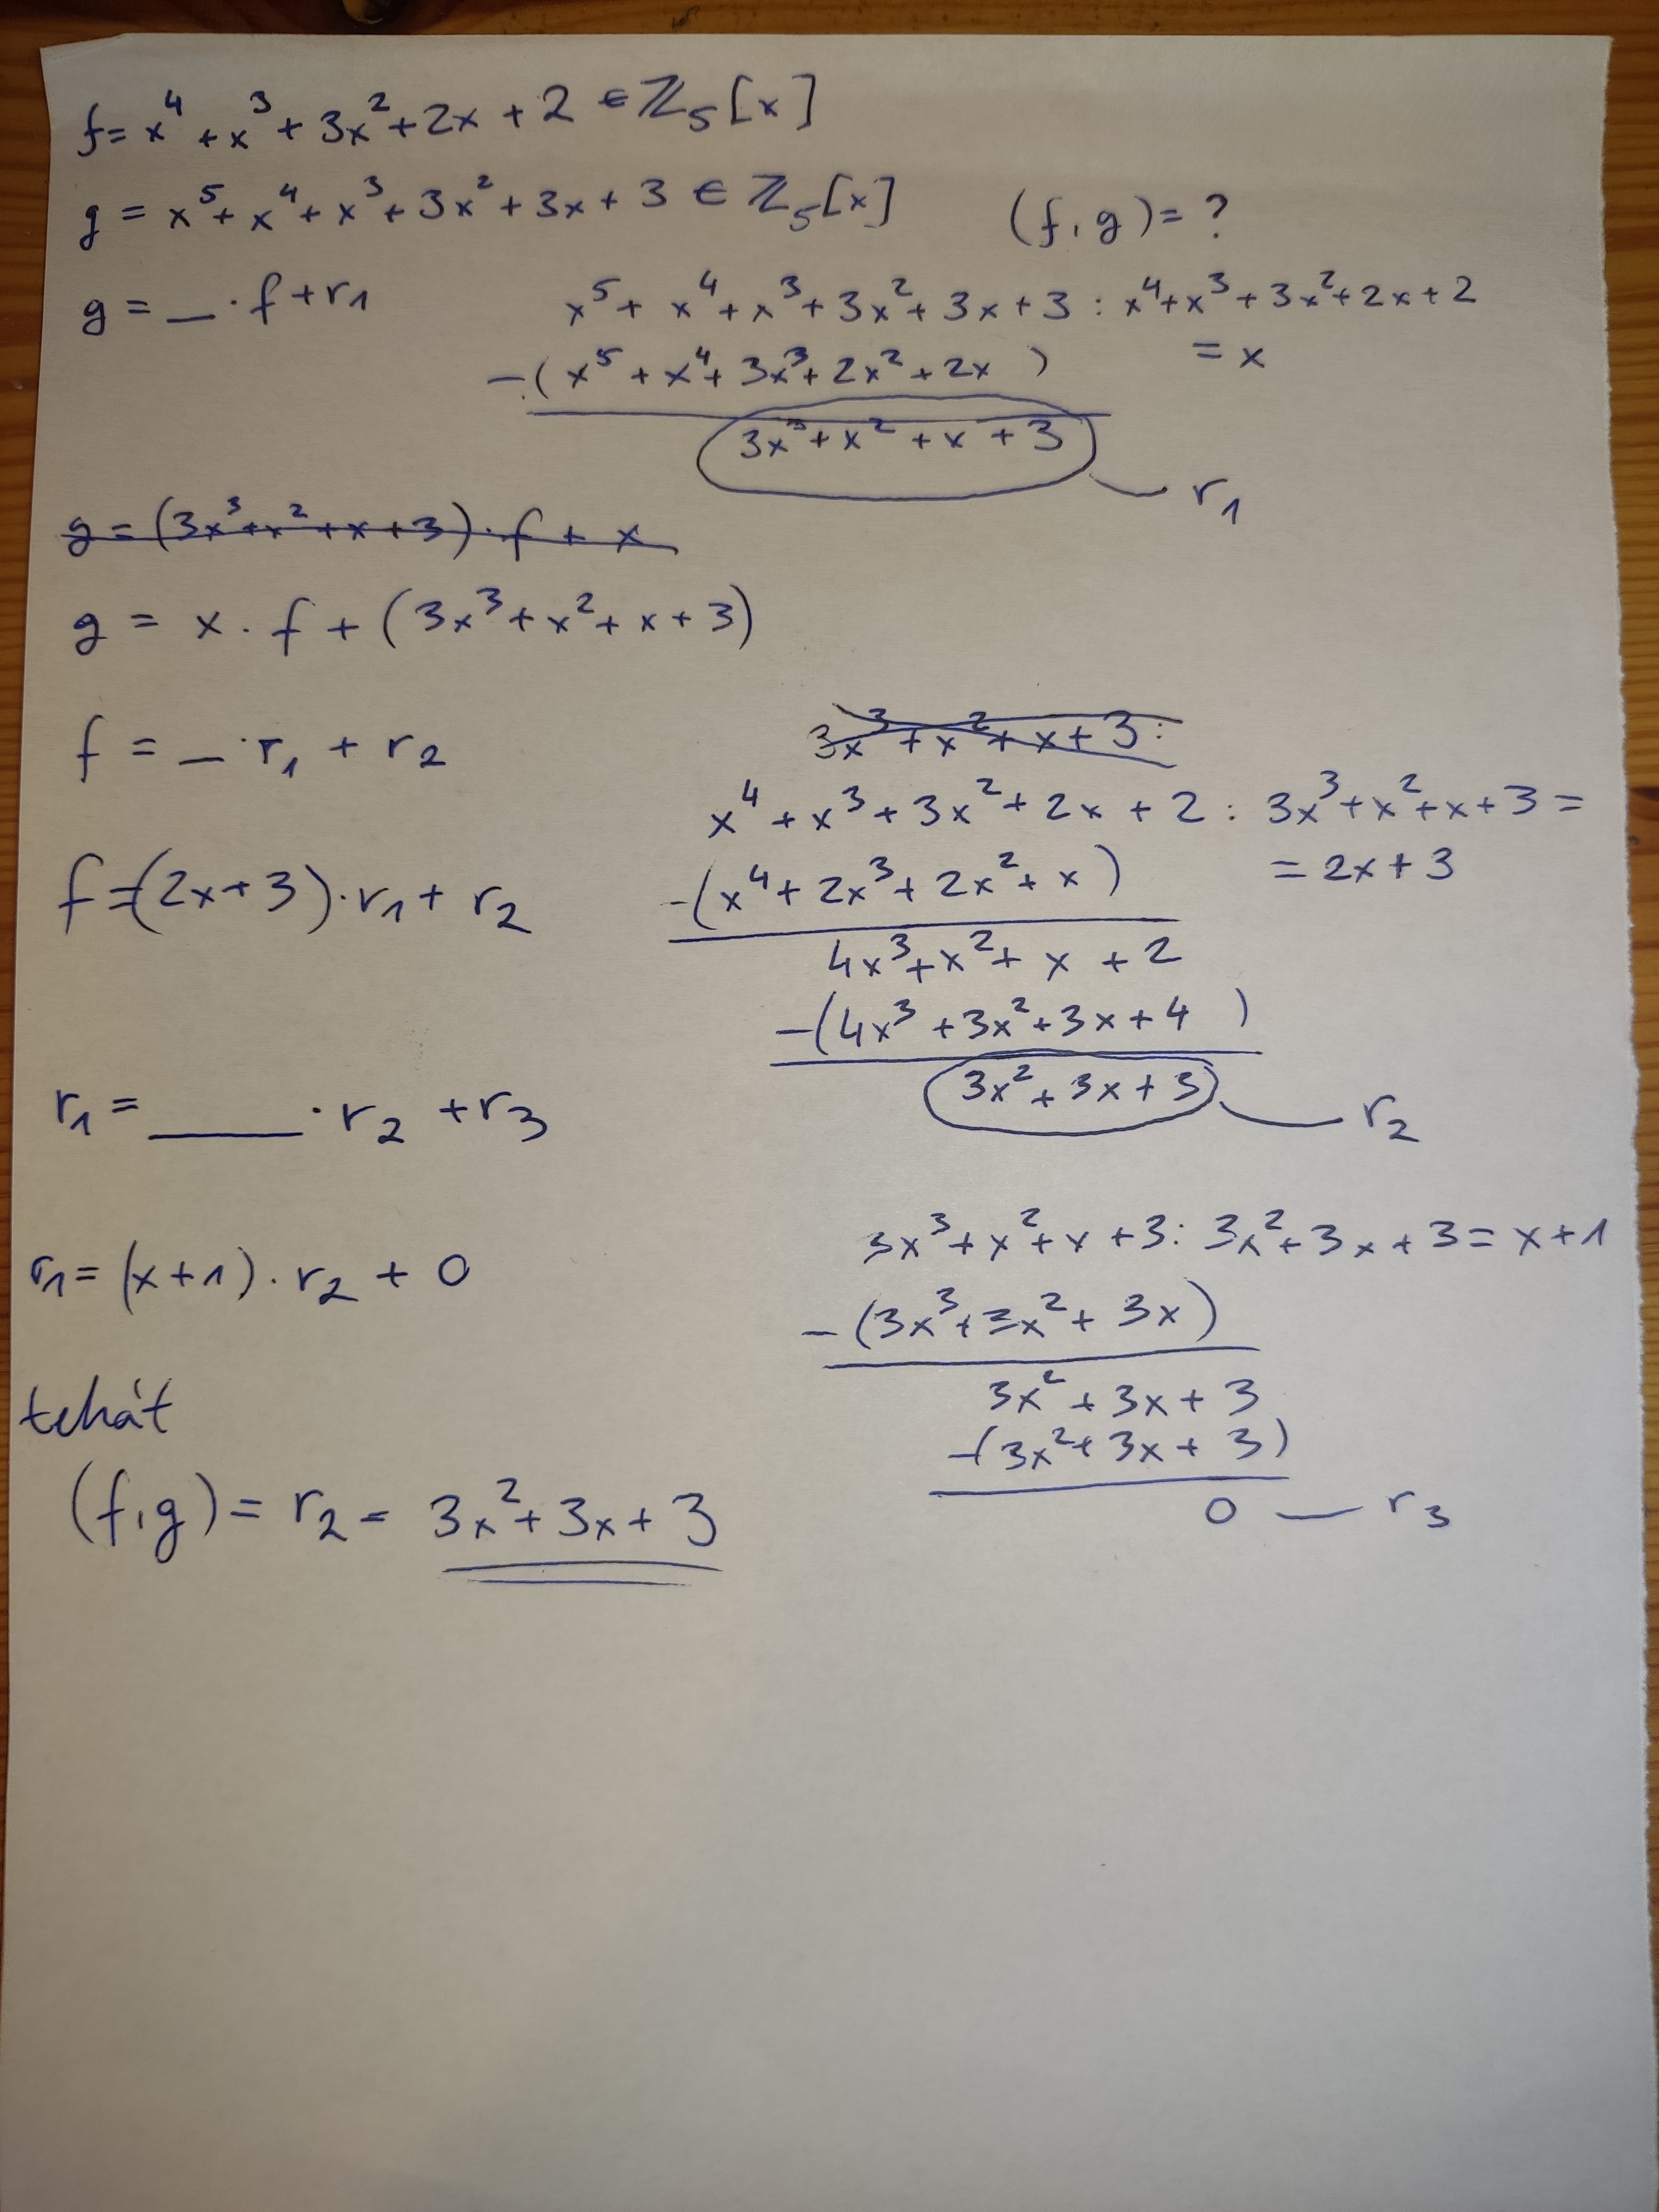 f = x⁴ + x³ + 3x² + 2x + 2 ∈ ℤ₅[x]
g = x⁵ + x⁴ + x³ + 3x² + 3x + 3 ∈ ℤ₅[x]
(f, g) = ?
g = _ · f + r₁
x⁵ + x⁴ + x³ + 3x² + 3x + 3 : x⁴ + x³ + 3x² + 2x + 2
= x
-(x⁵ + x⁴ + 3x³ + 2x² + 2x )
3x³ + x² + x + 3
r₁
g = (3x³ + x² + x + 3) · f + x
g = x · f + (3x³ + x² + x + 3)
f = _ · r₁ + r₂
3x³ + x² + x + 3 :
x⁴ + x³ + 3x² + 2x + 2 : 3x³ + x² + x + 3 =
= 2x + 3
-(x⁴ + 2x³ + 2x² + x )
f = (2x + 3) · r₁ + r₂
4x³ + x² + x + 2
-(4x³ + 3x² + 3x + 4 )
3x² + 3x + 3
r₂
r₁ = ____ · r₂ + r₃
3x³ + x² + x + 3 : 3x² + 3x + 3 = x + 1
r₁ = (x + 1) · r₂ + 0
-(3x³ + 3x² + 3x)
3x² + 3x + 3
-(3x² + 3x + 3)
0 — r₃
tehát
(f, g) = r₂ = 3x² + 3x + 3